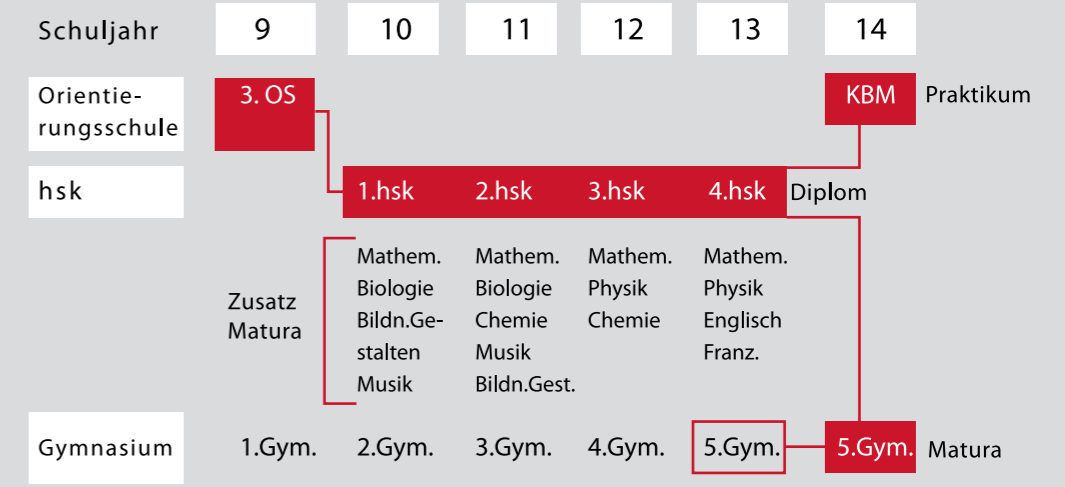 Schuljahr 9 10 11 12 13 14
Orientie-
rungsschule
3. OS
KBM Praktikum
hsk 1.hsk 2.hsk 3.hsk 4.hsk Diplom
Zusatz
Matura
Mathem.
Biologie
Bildn.Ge-
stalten
Musik
Mathem.
Biologie
Chemie
Musik
Bildn.Gest.
Mathem.
Physik
Chemie
Mathem.
Physik
Englisch
Franz.
Gymnasium 1.Gym. 2.Gym. 3.Gym. 4.Gym. 5.Gym. 5.Gym. Matura